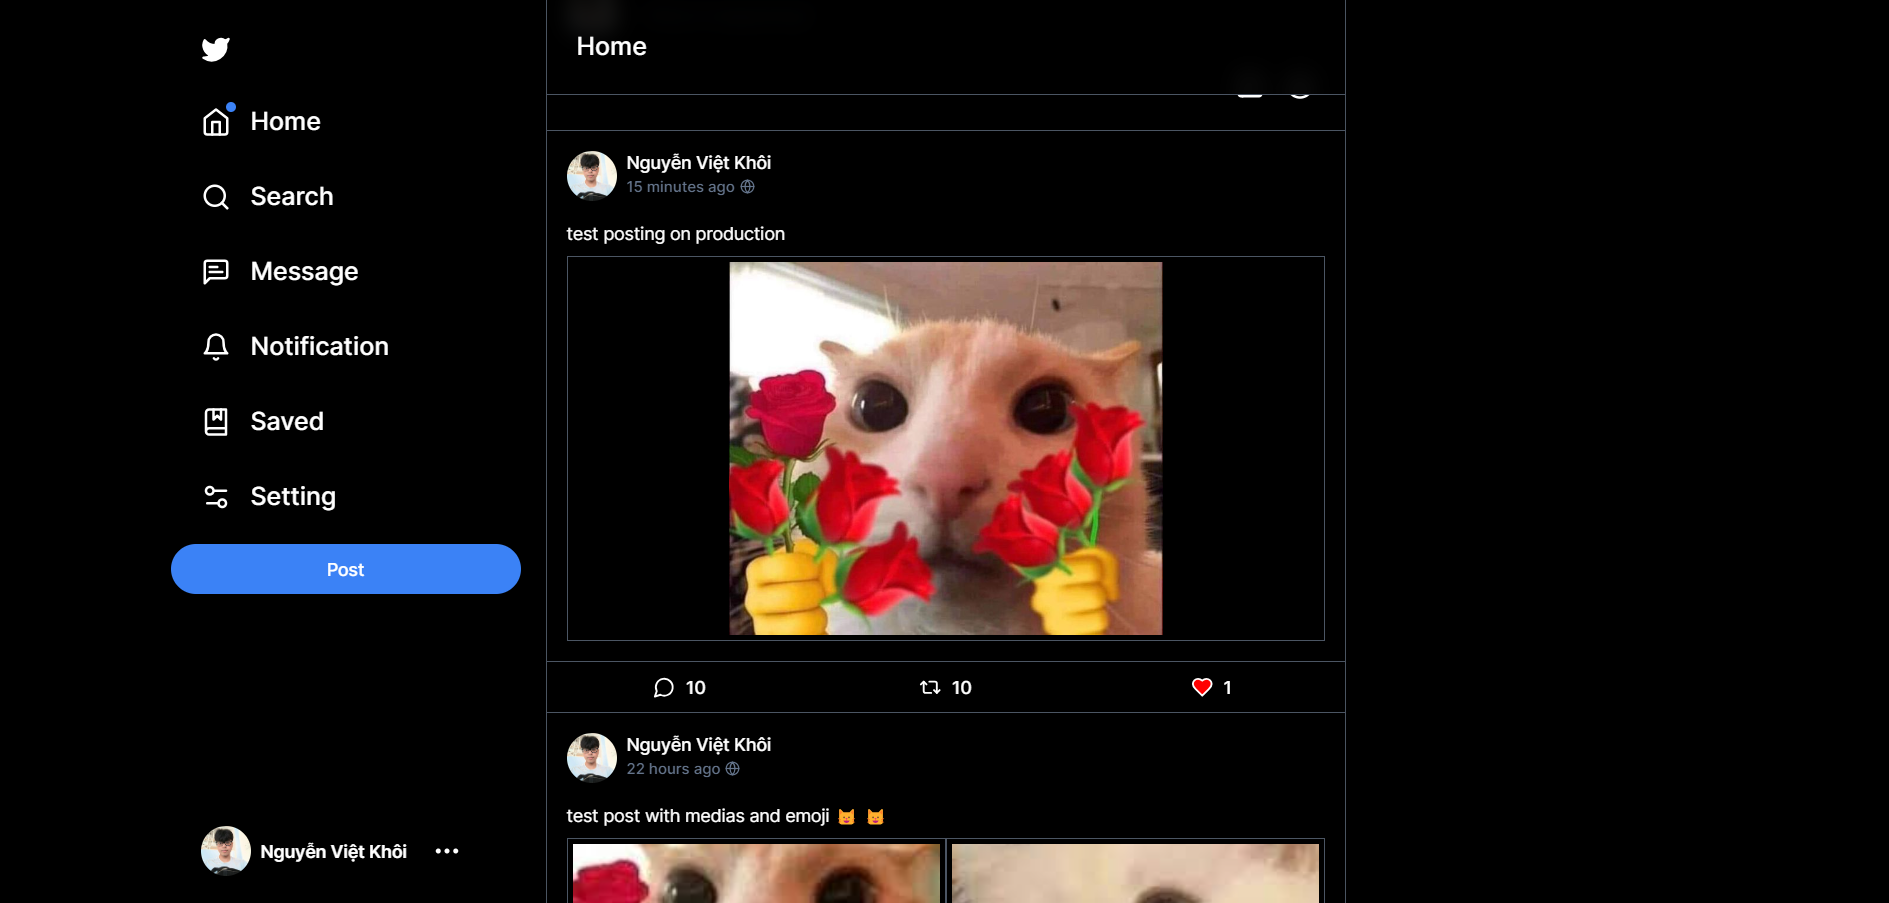 Home
Home
Search
Message
Notification
Saved
Setting
Post
Nguyễn Việt Khôi
Nguyễn Việt Khôi
15 minutes ago
test posting on production
10
10
1
Nguyễn Việt Khôi
22 hours ago
test post with medias and emoji 😼 😼